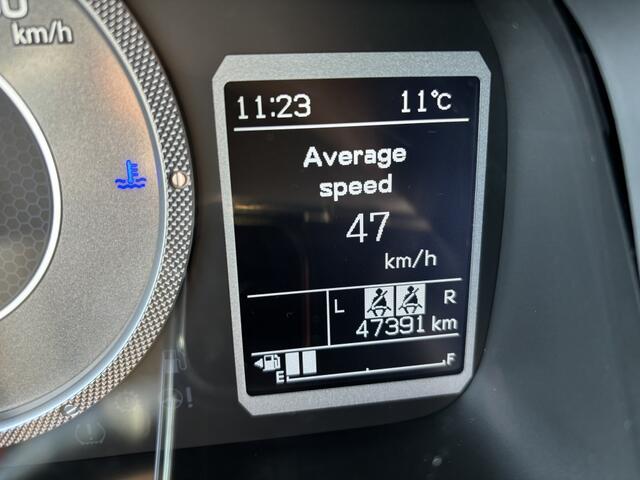 km/h
11:23 11°C
Average
speed
47
km/h
L R
47391 km
E F